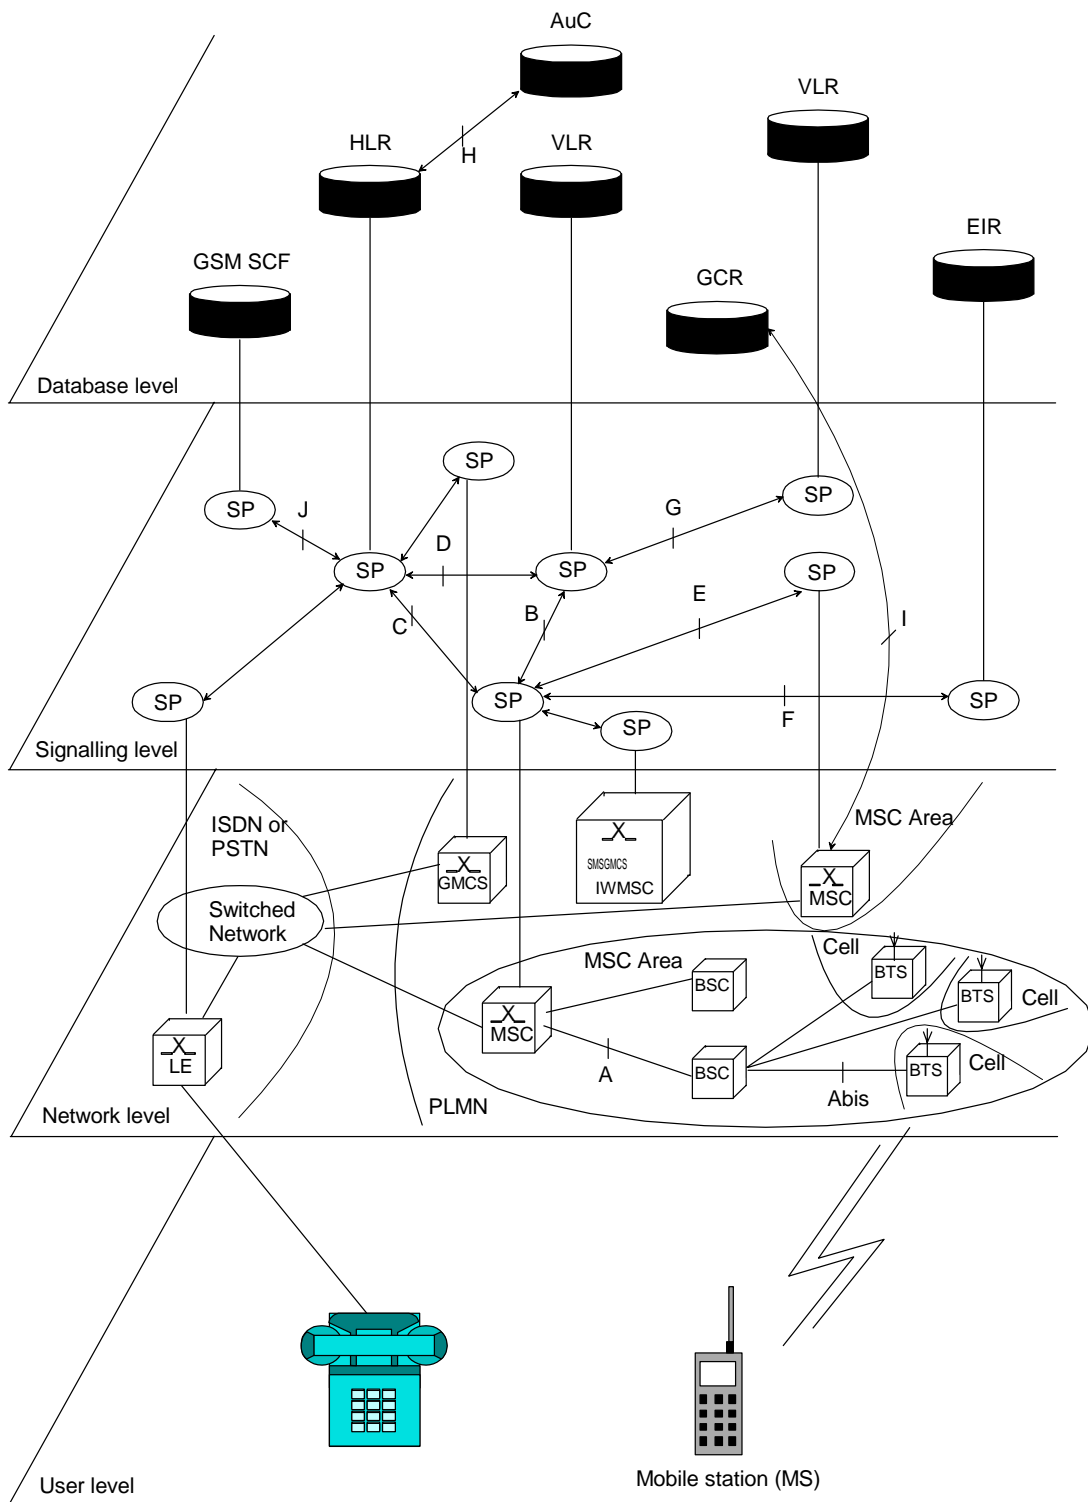 AuC
VLR
HLR
H
VLR
EIR
GSM SCF
GCR
Database level
SP
SP
J
G
SP
D
SP
SP
SP
E
B
C
I
SP
SP
SP
F
SP
Signalling level
ISDN or
PSTN
MSC Area
SMSGMCS
GMCS
IWMSC
MSC
Switched
Network
Cell
MSC Area
BTS
BSC
BTS
Cell
MSC
LE
A
BSC
BTS
Cell
Abis
PLMN
Network level
Mobile station (MS)
User level